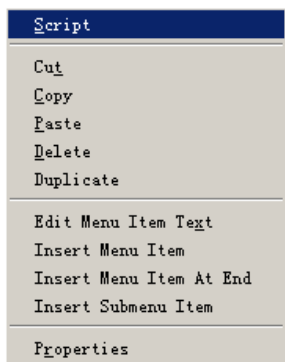 Script
Cut
Copy
Paste
Delete
Duplicate
Edit Menu Item Text
Insert Menu Item
Insert Menu Item At End
Insert Submenu Item
Properties